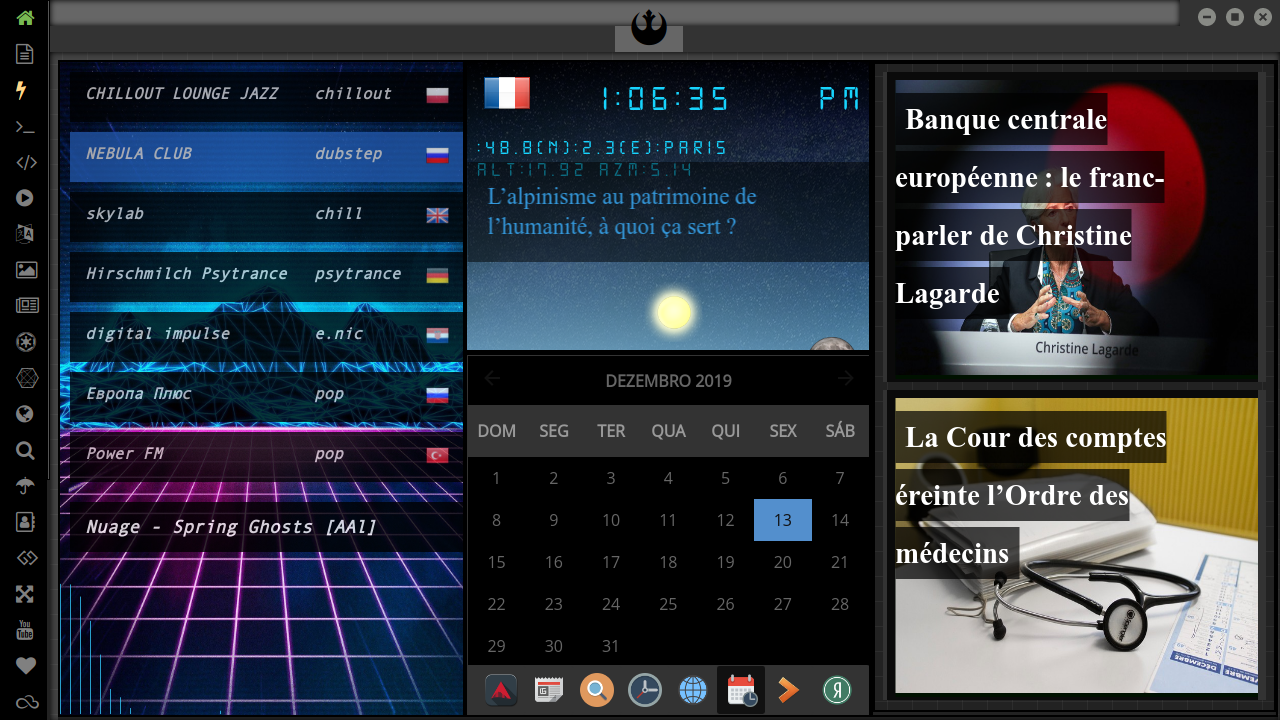 CHILLOUT LOUNGE JAZZ chillout
NEBULA CLUB dubstep
skylab chill
Hirschmilch Psytrance psytrance
digital impulse e.nic
Европа Плюс pop
Power FM pop
Nuage - Spring Ghosts [AAl]
1:06:35 PM
:48.8(N):2.3(E):PARIS
ALT:17.92 AZM:5.14
L’alpinisme au patrimoine de
l’humanité, à quoi ça sert ?
DEZEMBRO 2019
DOM SEG TER QUA QUI SEX SÁB
1 2 3 4 5 6 7
8 9 10 11 12 13 14
15 16 17 18 19 20 21
22 23 24 25 26 27 28
29 30 31
Banque centrale
européenne : le franc-
parler de Christine
Lagarde
Christine Lagarde
La Cour des comptes
éreinte l’Ordre des
médecins
DÉCEMBRE
You
Tube
Я